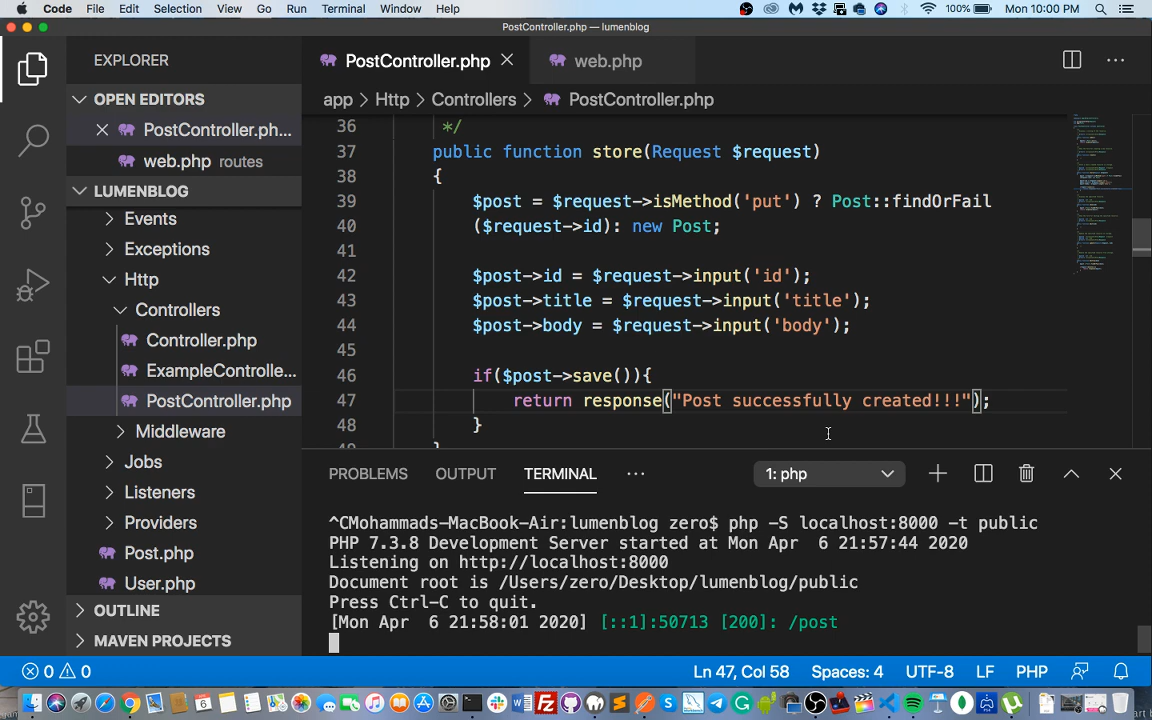 Code File Edit Selection View Go Run Terminal Window Help 100% Mon 10:00 PM
PostController.php — lumenblog
EXPLORER
OPEN EDITORS
PostController.ph...
web.php routes
LUMENBLOG
Events
Exceptions
Http
Controllers
Controller.php
ExampleControlle...
PostController.php
Middleware
Jobs
Listeners
Providers
Post.php
User.php
OUTLINE
MAVEN PROJECTS
PostController.php web.php
app > Http > Controllers > PostController.php
36 */
37 public function store(Request $request)
38 {
39 $post = $request->isMethod('put') ? Post::findOrFail
40 ($request->id): new Post;
41
42 $post->id = $request->input('id');
43 $post->title = $request->input('title');
44 $post->body = $request->input('body');
45
46 if($post->save()){
47 return response("Post successfully created!!!");
48 }
49 }
PROBLEMS OUTPUT TERMINAL ··· 1: php
^CMohammads-MacBook-Air:lumenblog zero$ php -S localhost:8000 -t public
PHP 7.3.8 Development Server started at Mon Apr  6 21:57:44 2020
Listening on http://localhost:8000
Document root is /Users/zero/Desktop/lumenblog/public
Press Ctrl-C to quit.
[Mon Apr  6 21:58:01 2020] [::1]:50713 [200]: /post
0 0 Ln 47, Col 58 Spaces: 4 UTF-8 LF PHP